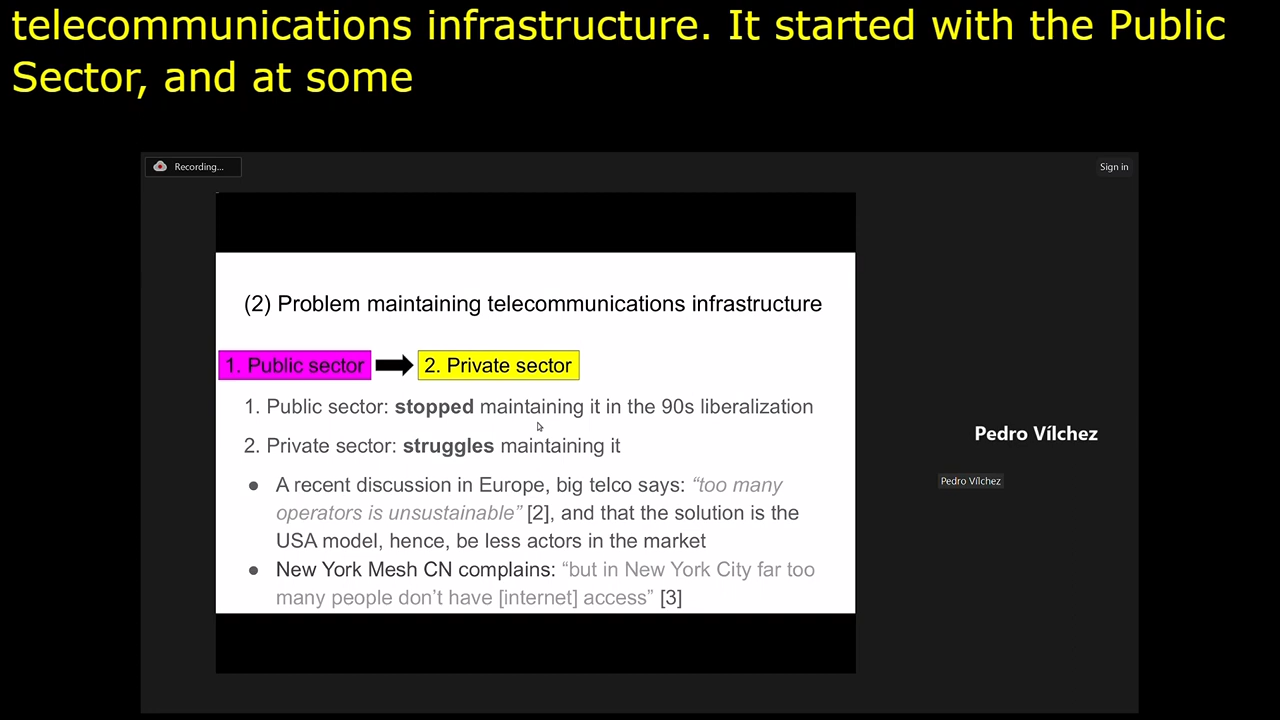 telecommunications infrastructure. It started with the Public
Sector, and at some
Recording...
Sign in
(2) Problem maintaining telecommunications infrastructure
1. Public sector
2. Private sector
1. Public sector: stopped maintaining it in the 90s liberalization
2. Private sector: struggles maintaining it
● A recent discussion in Europe, big telco says: “too many
operators is unsustainable” [2], and that the solution is the
USA model, hence, be less actors in the market
● New York Mesh CN complains: “but in New York City far too
many people don’t have [internet] access” [3]
Pedro Vílchez
Pedro Vílchez